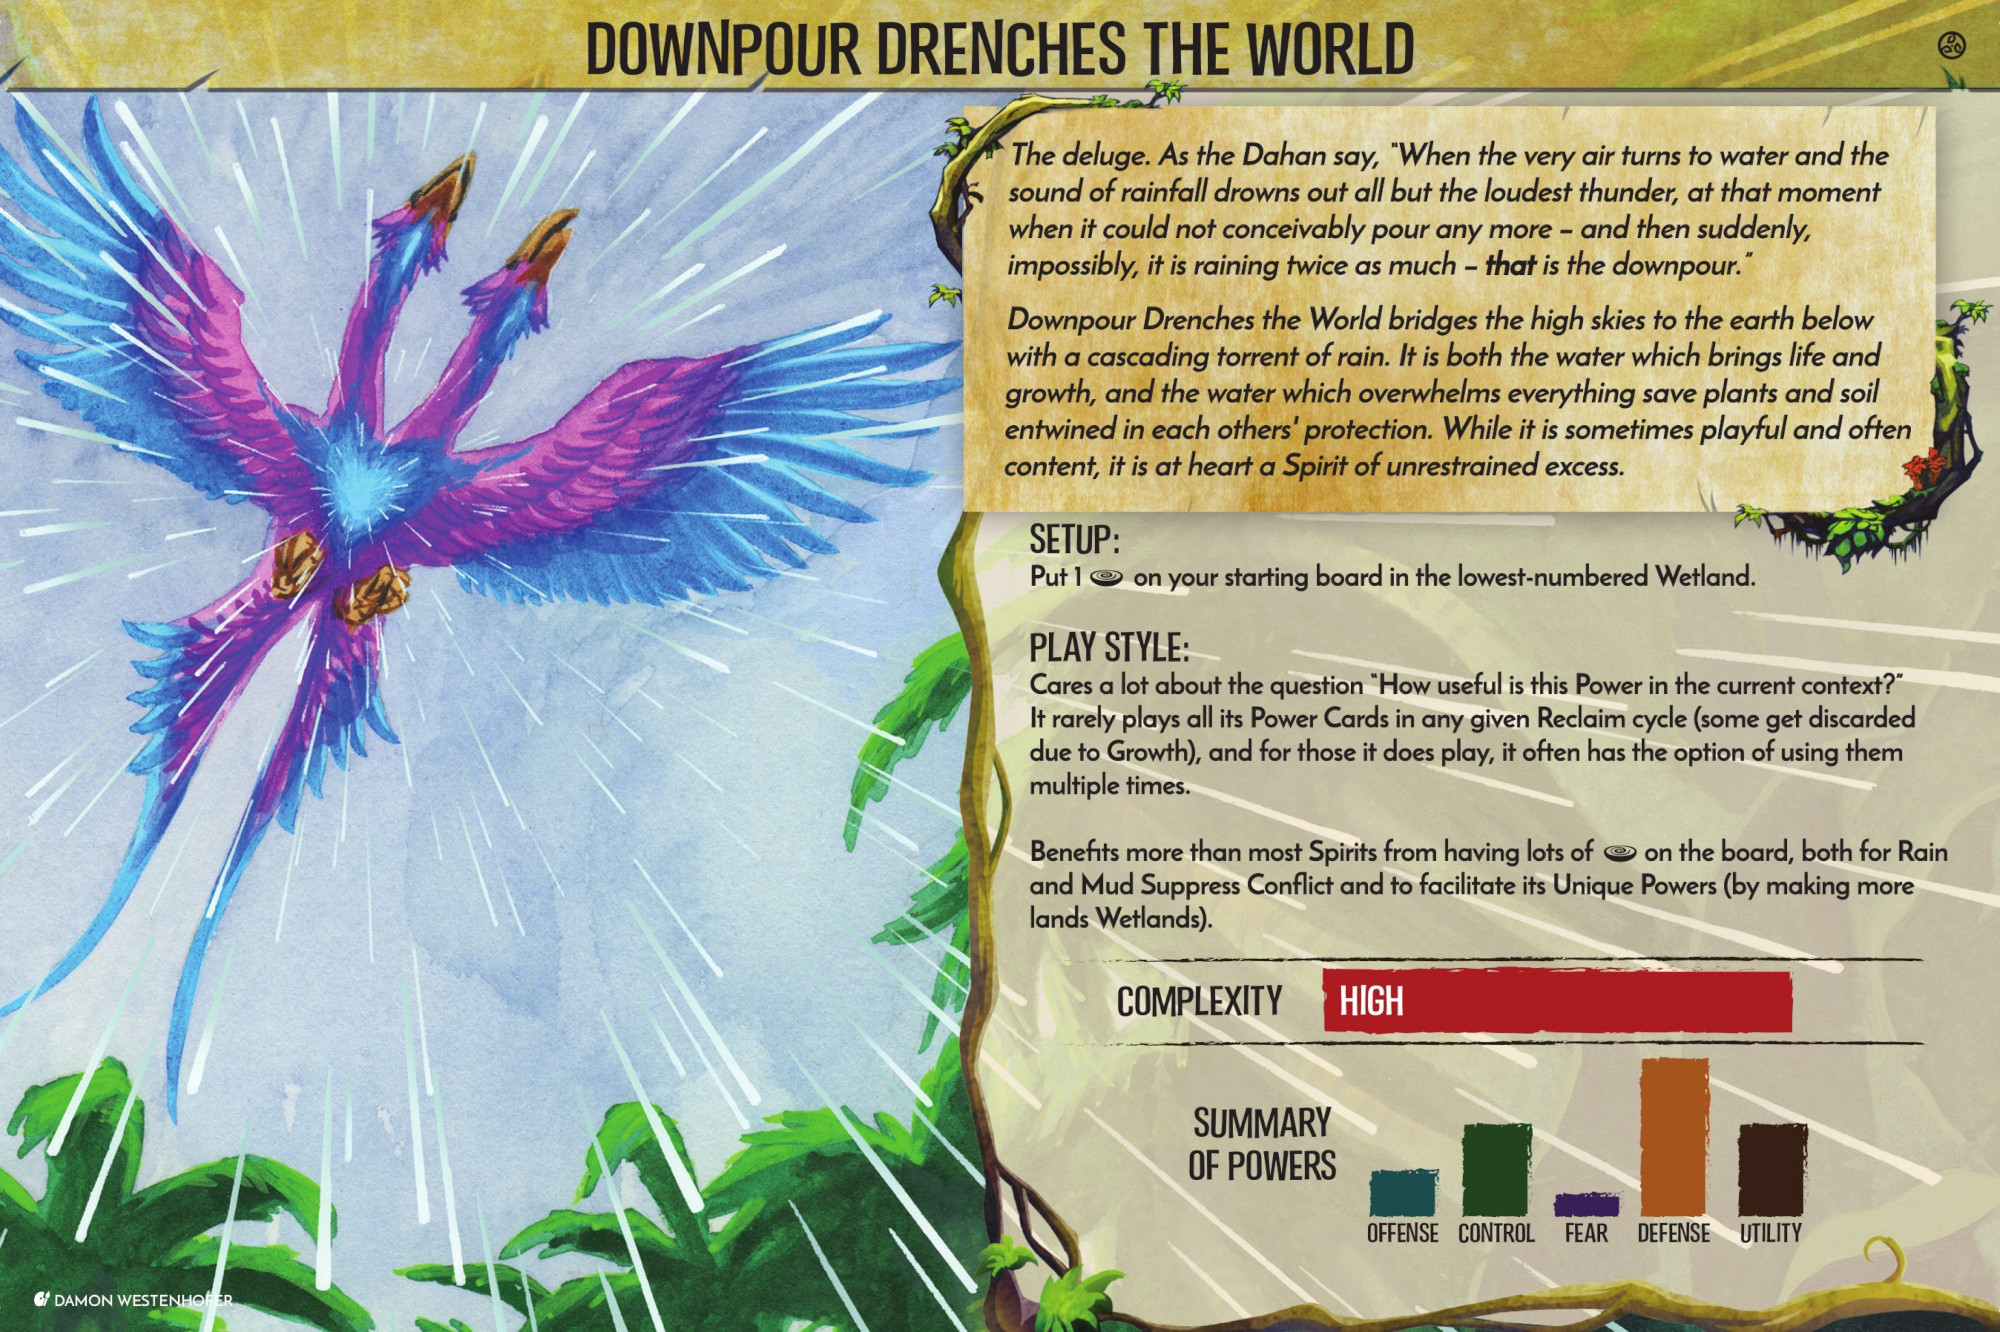 DOWNPOUR DRENCHES THE WORLD
The deluge. As the Dahan say, "When the very air turns to water and the
sound of rainfall drowns out all but the loudest thunder, at that moment
when it could not conceivably pour any more – and then suddenly,
impossibly, it is raining twice as much – that is the downpour."
Downpour Drenches the World bridges the high skies to the earth below
with a cascading torrent of rain. It is both the water which brings life and
growth, and the water which overwhelms everything save plants and soil
entwined in each others' protection. While it is sometimes playful and often
content, it is at heart a Spirit of unrestrained excess.
SETUP:
Put 1 on your starting board in the lowest-numbered Wetland.
PLAY STYLE:
Cares a lot about the question "How useful is this Power in the current context?"
It rarely plays all its Power Cards in any given Reclaim cycle (some get discarded
due to Growth), and for those it does play, it often has the option of using them
multiple times.
Benefits more than most Spirits from having lots of on the board, both for Rain
and Mud Suppress Conflict and to facilitate its Unique Powers (by making more
lands Wetlands).
COMPLEXITY HIGH
SUMMARY
OF POWERS
OFFENSE CONTROL FEAR DEFENSE UTILITY
DAMON WESTENHOFER